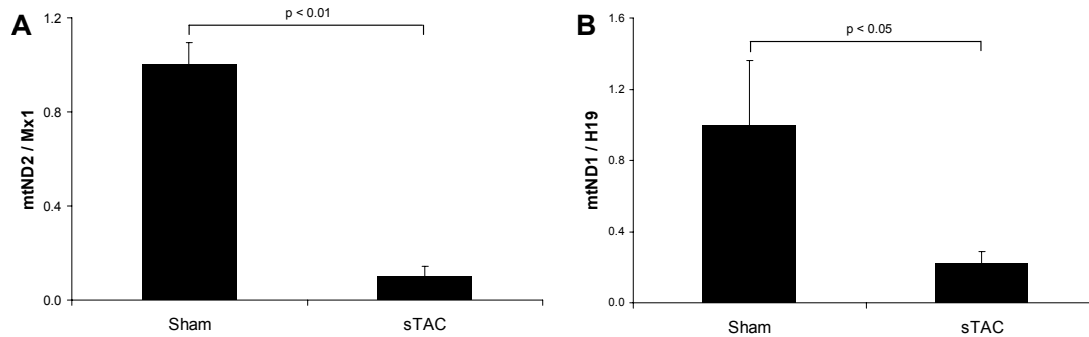 A
p < 0.01
mtND2 / Mx1
1.2
0.8
0.4
0.0
Sham
sTAC
B
p < 0.05
mtND1 / H19
1.6
1.2
0.8
0.4
0.0
Sham
sTAC